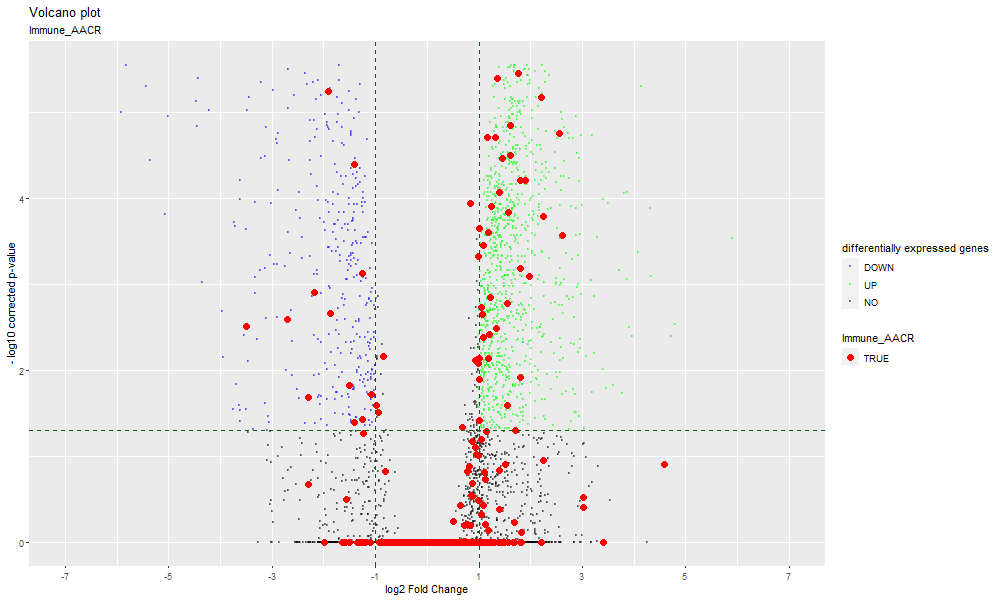 Volcano plot
Immune_AACR
- log10 corrected p-value
4
2
0
-7 -5 -3 -1 1 3 5 7
log2 Fold Change
differentially expressed genes
DOWN
UP
NO
Immune_AACR
TRUE